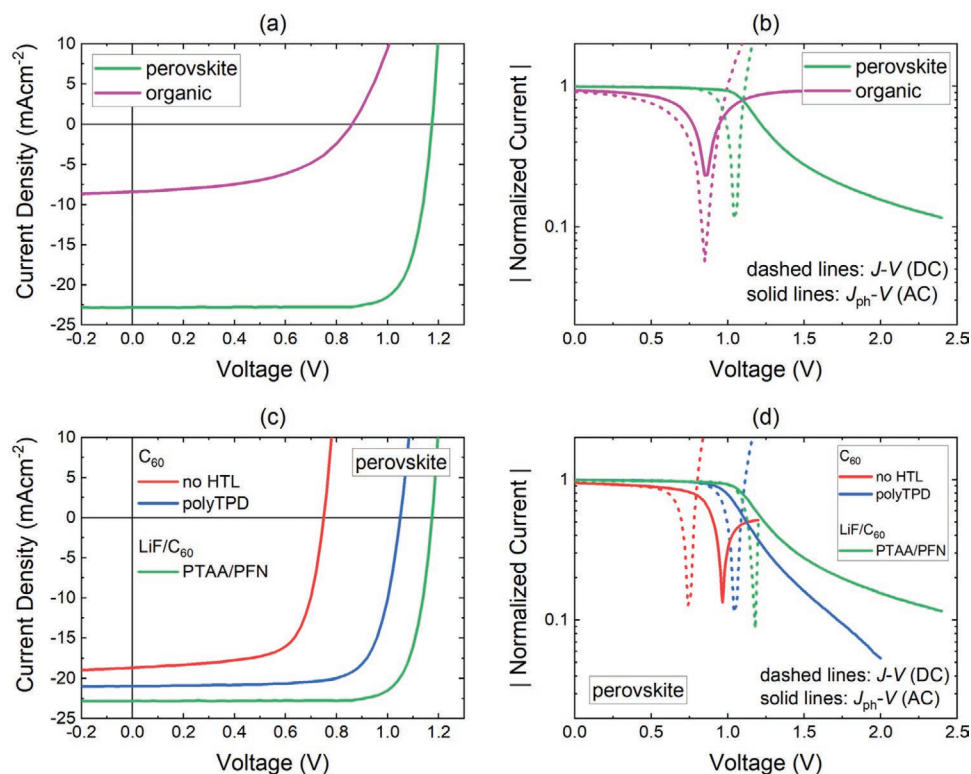 (a)
10
5
0
-5
-10
-15
-20
-25
Current Density (mAcm⁻²)
perovskite
organic
-0.2 0.0 0.2 0.4 0.6 0.8 1.0 1.2
Voltage (V)
(b)
1
0.1
| Normalized Current |
perovskite
organic
dashed lines: J-V (DC)
solid lines: Jph-V (AC)
0.0 0.5 1.0 1.5 2.0 2.5
Voltage (V)
(c)
10
5
0
-5
-10
-15
-20
-25
Current Density (mAcm⁻²)
C60
no HTL
polyTPD
LiF/C60
PTAA/PFN
perovskite
-0.2 0.0 0.2 0.4 0.6 0.8 1.0 1.2
Voltage (V)
(d)
1
0.1
| Normalized Current |
C60
no HTL
polyTPD
LiF/C60
PTAA/PFN
dashed lines: J-V (DC)
solid lines: Jph-V (AC)
perovskite
0.0 0.5 1.0 1.5 2.0 2.5
Voltage (V)